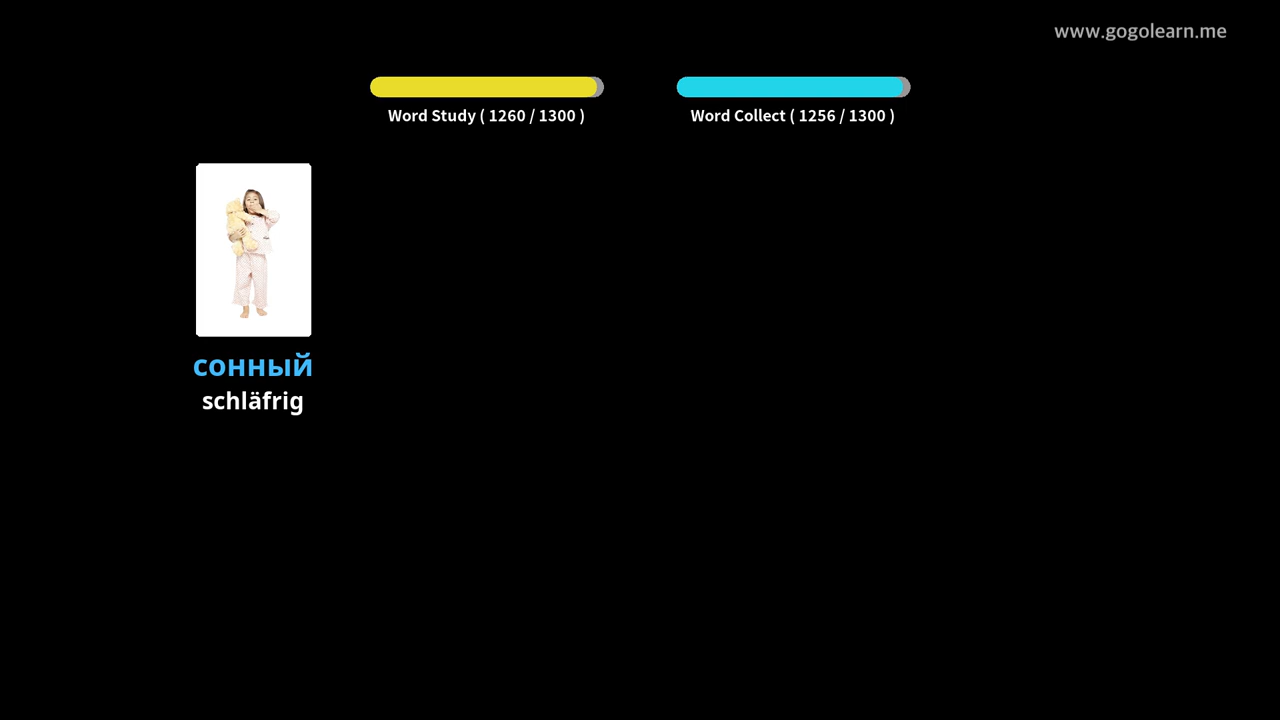 www.gogolearn.me
Word Study ( 1260 / 1300 )
Word Collect ( 1256 / 1300 )
сонный
schläfrig